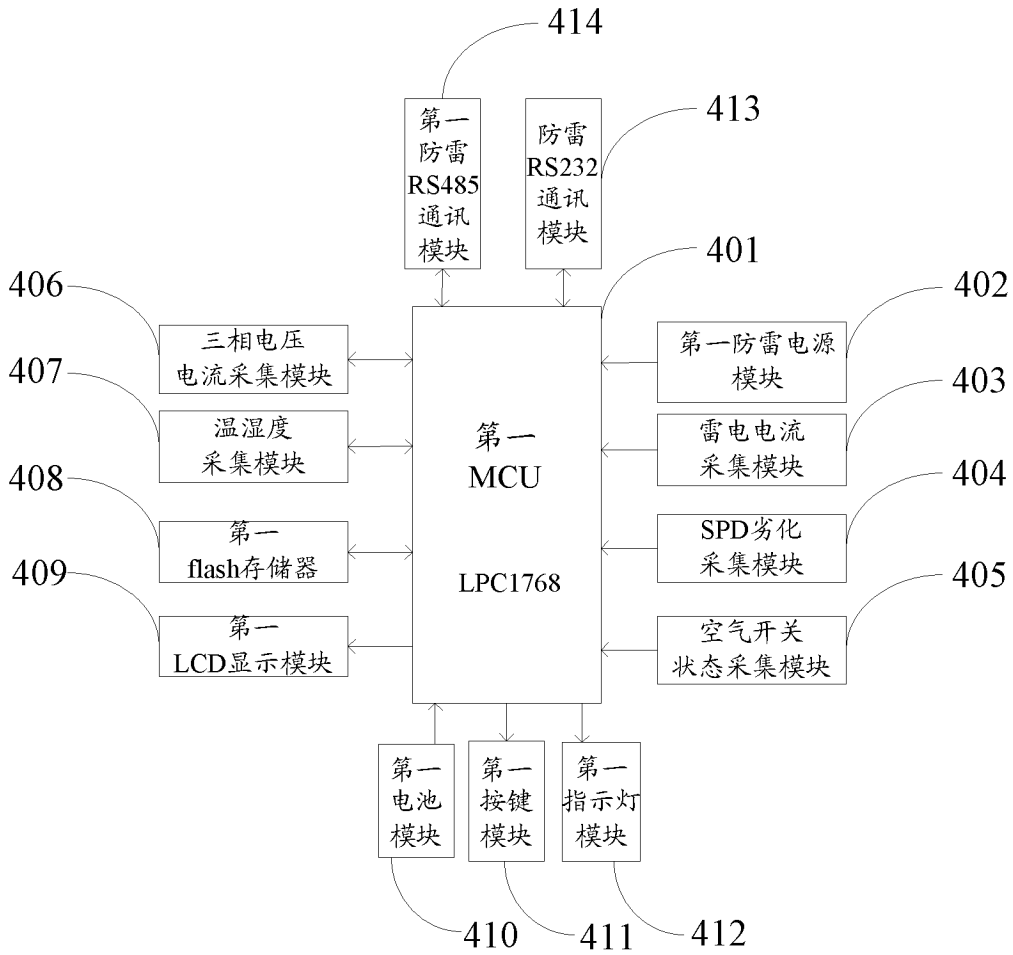 414
第一
防雷
RS485
通讯
模块
防雷
RS232
通讯
模块
413
401
406
三相电压
电流采集模块
402
第一防雷电源
模块
407
温湿度
采集模块
403
雷电电流
采集模块
第一
MCU
LPC1768
408
第一
flash存储器
404
SPD劣化
采集模块
409
第一
LCD显示模块
405
空气开关
状态采集模块
第一
电池
模块
第一
按键
模块
第一
指示灯
模块
410
411
412